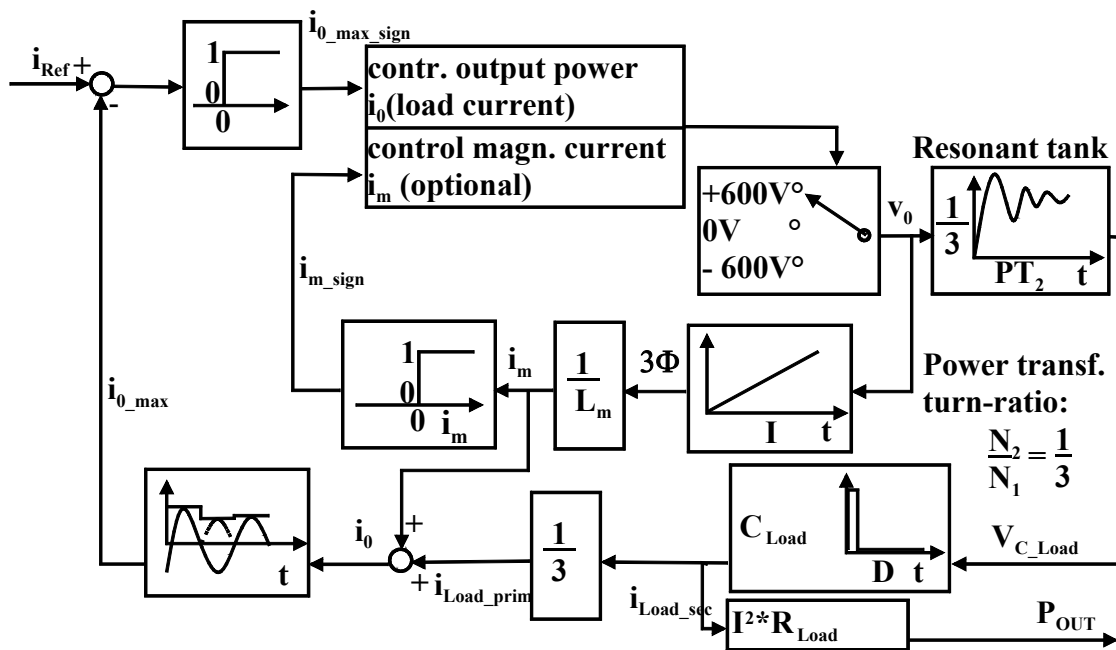 i0_max_sign
iRef + -
1
0
0
contr. output power
i0(load current)
control magn. current
im (optional)
Resonant tank
+600V°
0V °
- 600V°
v0
1
3
PT2 t
im_sign
1
0
0 im
im
1
Lm
3Φ
I t
Power transf.
turn-ratio:
N2 = 1
N1 3
i0_max
t
i0
+
+
iLoad_prim
1
3
iLoad_sec
CLoad
D t
VC_Load
I²*RLoad
POUT